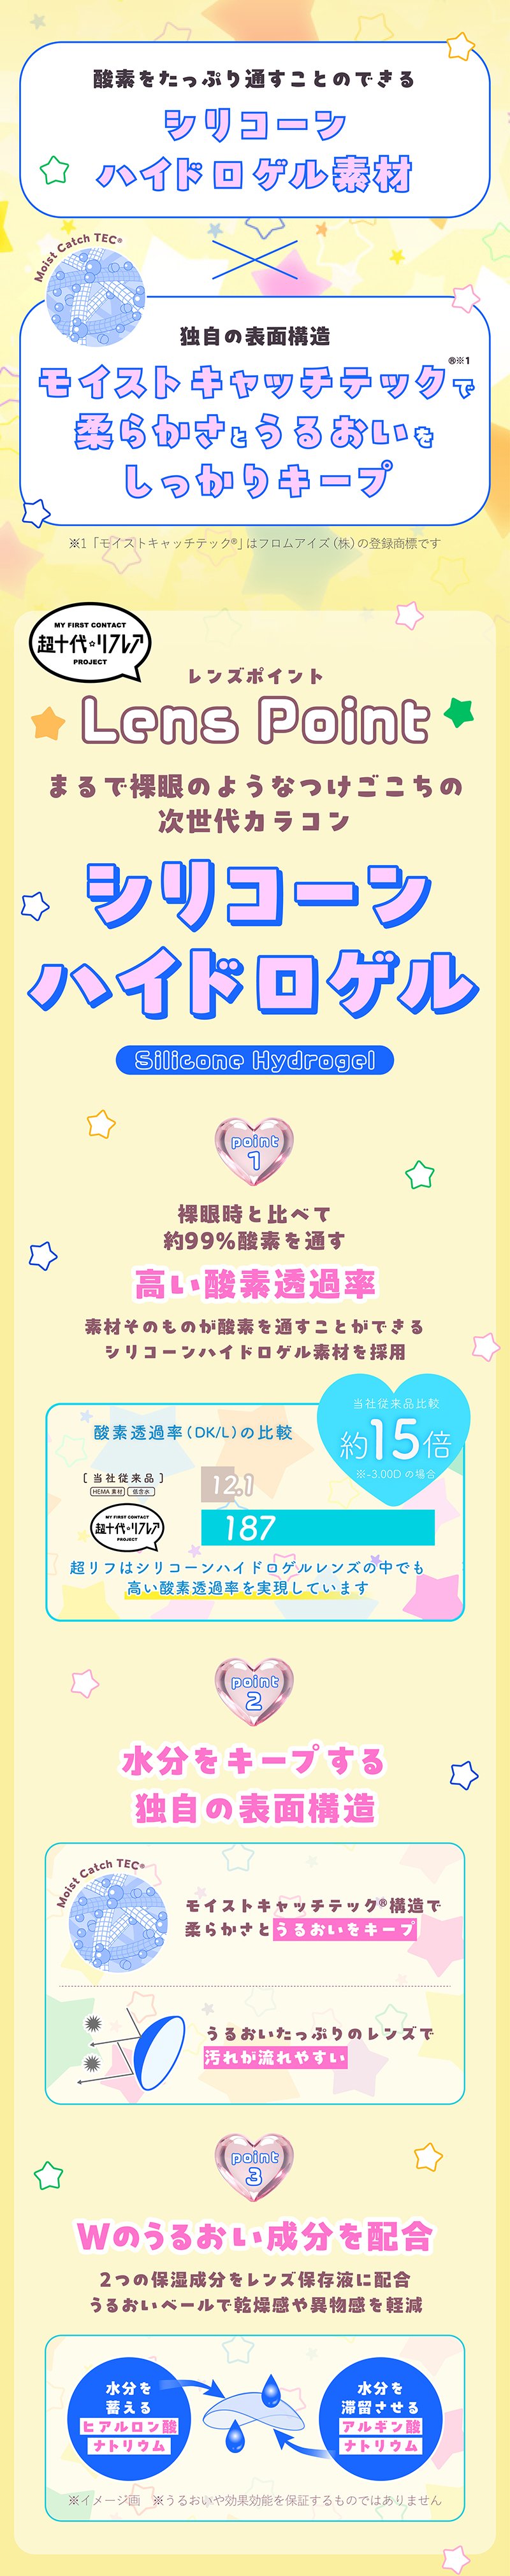 酸素をたっぷり通すことのできる
シリコーン
ハイドロゲル素材
Moist Catch TEC®
独自の表面構造
モイストキャッチテック®※1で
柔らかさとうるおいを
しっかりキープ
※1「モイストキャッチテック®」はフロムアイズ（株）の登録商標です
MY FIRST CONTACT
超十代☆リフレア
PROJECT
レンズポイント
Lens Point
まるで裸眼のようなつけごこちの
次世代カラコン
シリコーン
ハイドロゲル
Silicone Hydrogel
point
1
裸眼時と比べて
約99%酸素を通す
高い酸素透過率
素材そのものが酸素を通すことができる
シリコーンハイドロゲル素材を採用
当社従来品比較
約15倍
※-3.00D の場合
酸素透過率（DK/L）の比較
[ 当社従来品 ]
HEMA 素材 低含水
12.1
MY FIRST CONTACT
超十代☆リフレア
PROJECT
187
超リフはシリコーンハイドロゲルレンズの中でも
高い酸素透過率を実現しています
point
2
水分をキープする
独自の表面構造
Moist Catch TEC®
モイストキャッチテック®構造で
柔らかさとうるおいをキープ
うるおいたっぷりのレンズで
汚れが流れやすい
point
3
Wのうるおい成分を配合
2つの保湿成分をレンズ保存液に配合
うるおいベールで乾燥感や異物感を軽減
水分を
蓄える
ヒアルロン酸
ナトリウム
水分を
滞留させる
アルギン酸
ナトリウム
※イメージ画 ※うるおいや効果効能を保証するものではありません